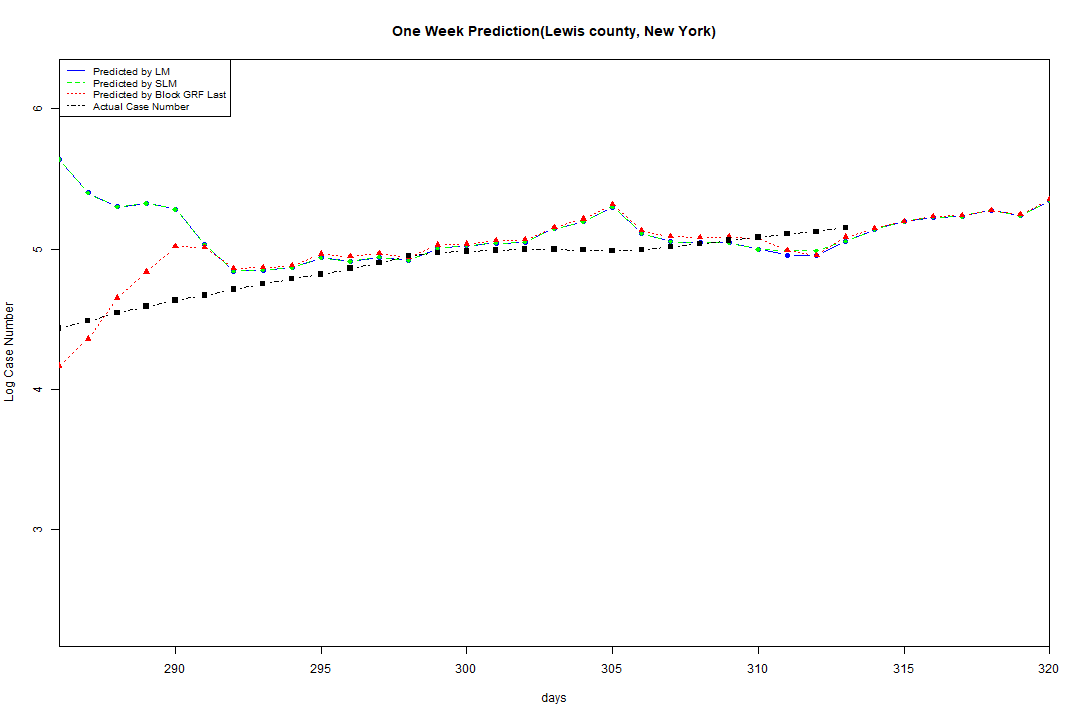 One Week Prediction(Lewis county, New York)
Predicted by LM
Predicted by SLM
Predicted by Block GRF Last
Actual Case Number
6
5
4
3
Log Case Number
290 295 300 305 310 315 320
days